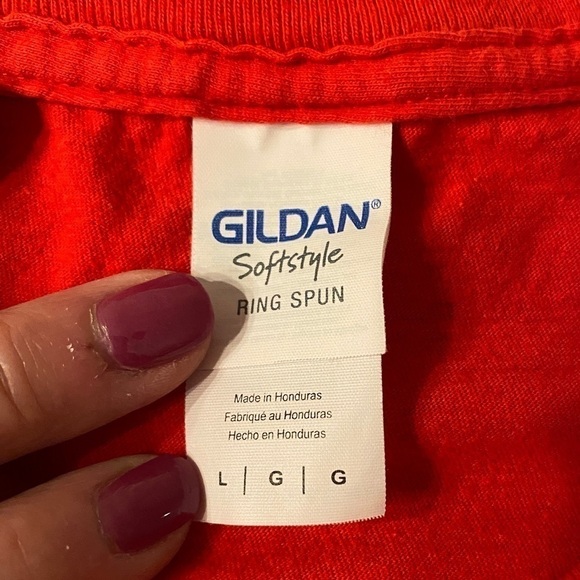 GILDAN®
Softstyle
RING SPUN
Made in Honduras
Fabriqué au Honduras
Hecho en Honduras
L | G | G